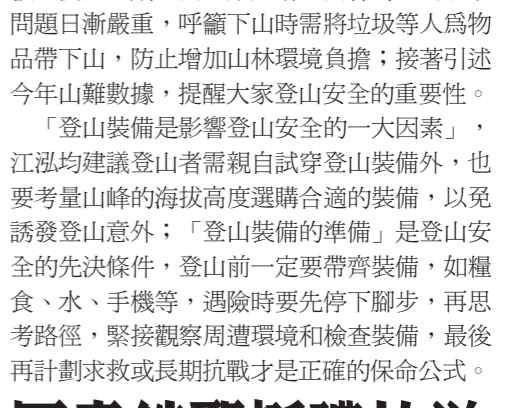 問題日漸嚴重，呼籲下山時需將垃圾等人爲物
品帶下山，防止增加山林環境負擔；接著引述
今年山難數據，提醒大家登山安全的重要性。
「登山裝備是影響登山安全的一大因素」，
江泓均建議登山者需親自試穿登山裝備外，也
要考量山峰的海拔高度選購合適的裝備，以免
誘發登山意外；「登山裝備的準備」是登山安
全的先決條件，登山前一定要帶齊裝備，如糧
食、水、手機等，遇險時要先停下腳步，再思
考路徑，緊接觀察周遭環境和檢查裝備，最後
再計劃求救或長期抗戰才是正確的保命公式。